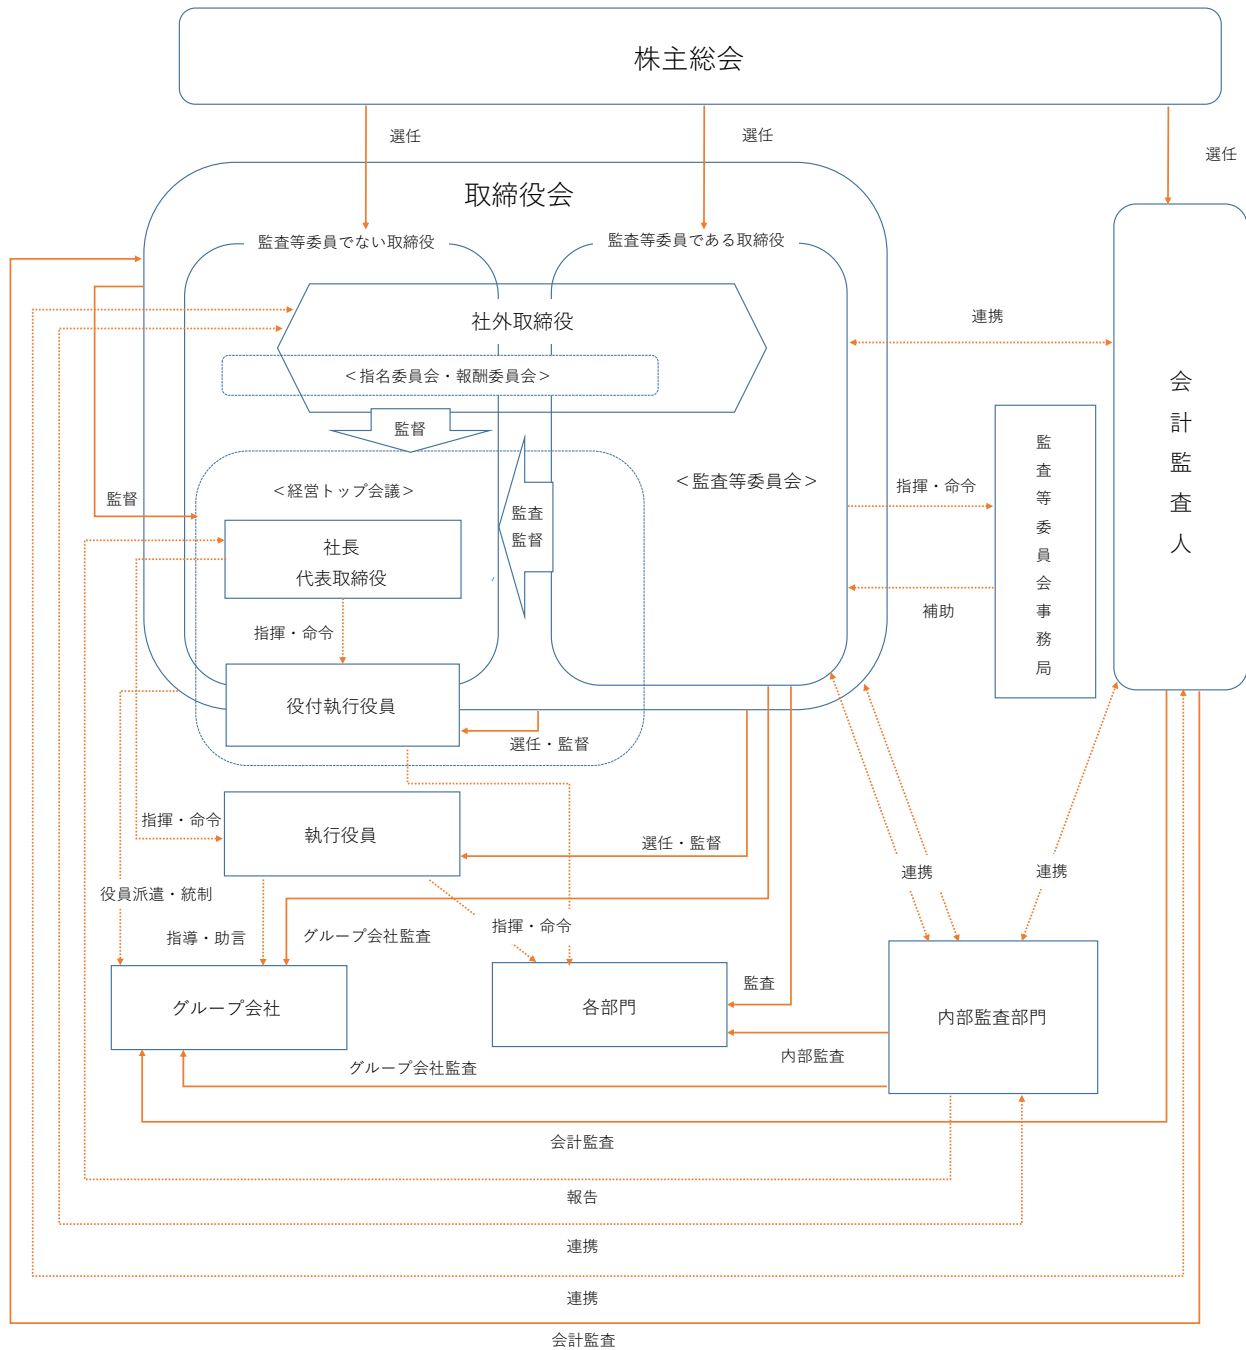 株主総会
選任
選任
選任
取締役会
監査等委員でない取締役
監査等委員である取締役
社外取締役
<指名委員会・報酬委員会>
監督
連携
会計監査人
<経営トップ会議>
<監査等委員会>
監督
監査
監督
指揮・命令
監査等委員会事務局
社長
代表取締役
補助
指揮・命令
役付執行役員
選任・監督
指揮・命令
執行役員
選任・監督
連携
連携
役員派遣・統制
指導・助言
グループ会社監査
指揮・命令
監査
グループ会社
各部門
内部監査部門
内部監査
グループ会社監査
会計監査
報告
連携
連携
会計監査